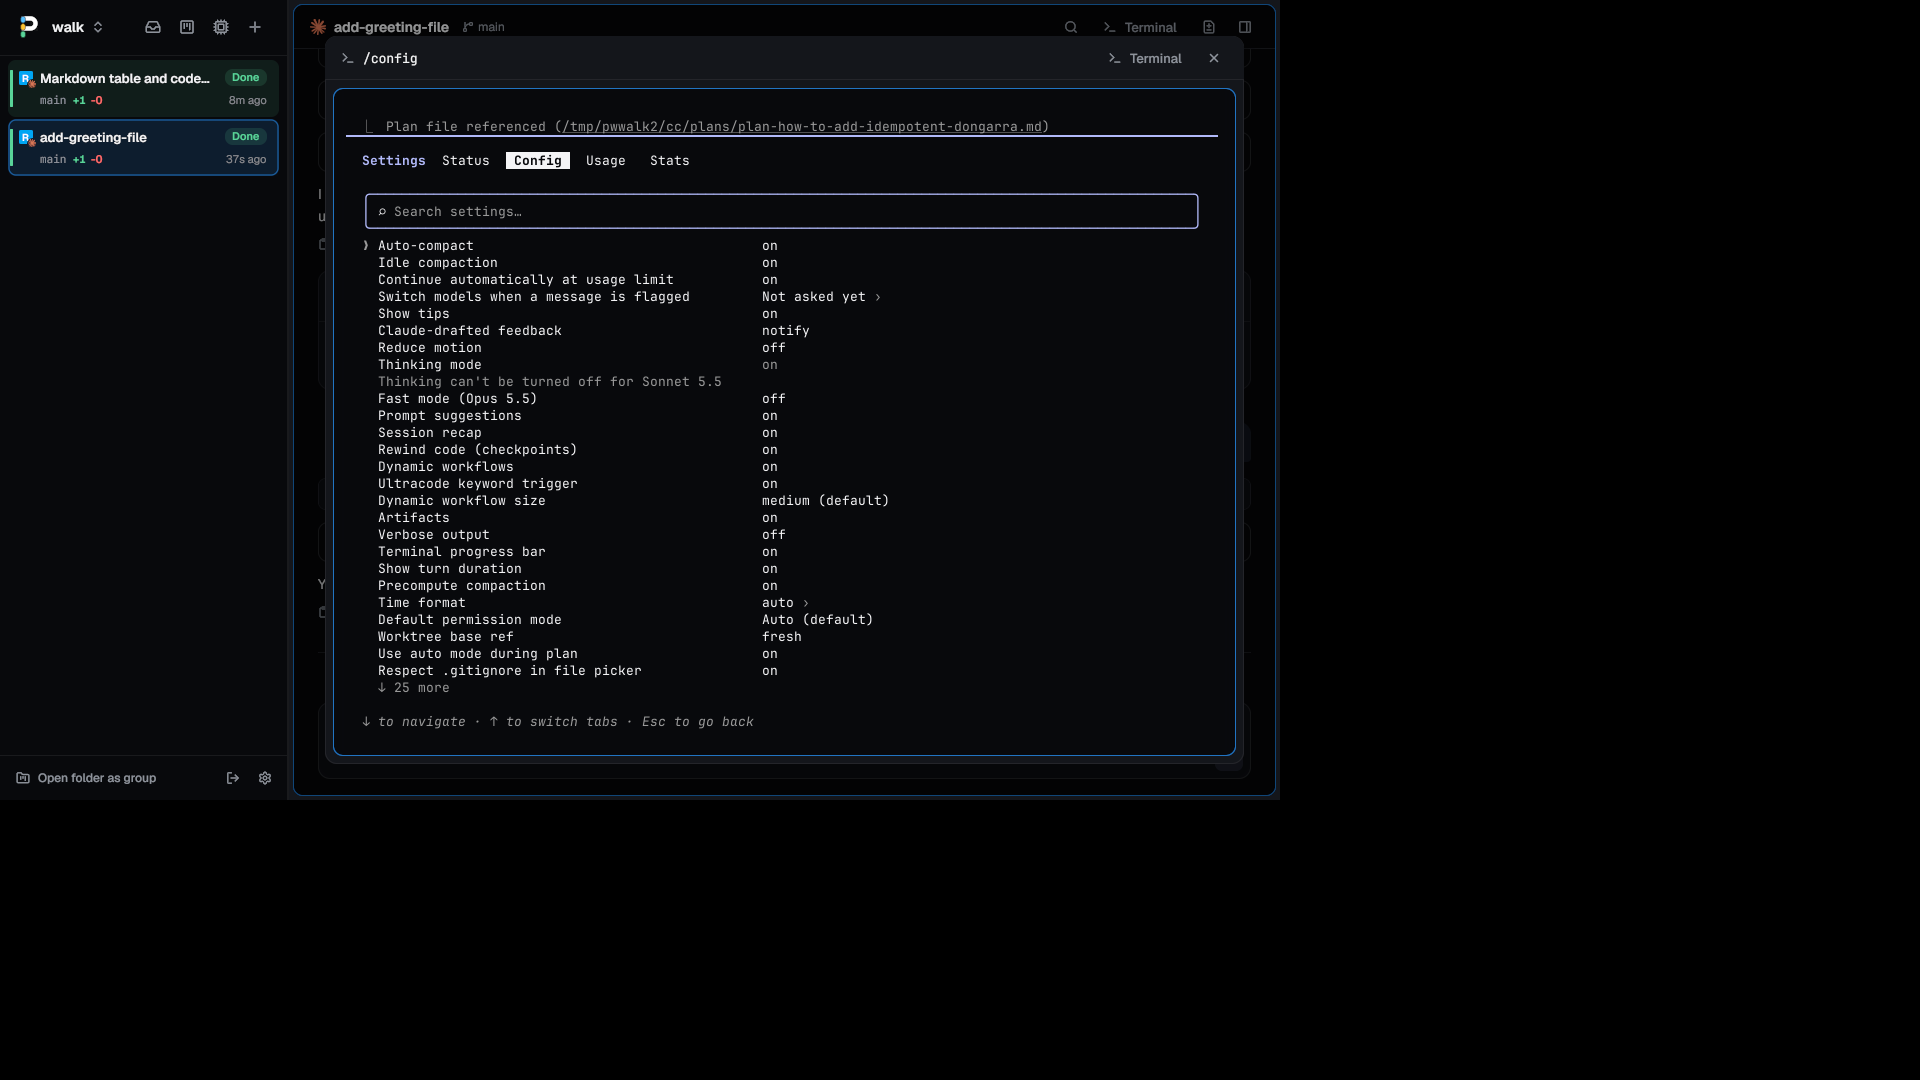 walk
Markdown table and code... Done
main +1 -0 8m ago
add-greeting-file Done
main +1 -0 37s ago
Open folder as group
add-greeting-file main Terminal
/config Terminal
Plan file referenced (/tmp/pwwalk2/cc/plans/plan-how-to-add-idempotent-dongarra.md)
Settings Status Config Usage Stats
Search settings…
Auto-compact on
Idle compaction on
Continue automatically at usage limit on
Switch models when a message is flagged Not asked yet ›
Show tips on
Claude-drafted feedback notify
Reduce motion off
Thinking mode on
Thinking can't be turned off for Sonnet 5.5
Fast mode (Opus 5.5) off
Prompt suggestions on
Session recap on
Rewind code (checkpoints) on
Dynamic workflows on
Ultracode keyword trigger on
Dynamic workflow size medium (default)
Artifacts on
Verbose output off
Terminal progress bar on
Show turn duration on
Precompute compaction on
Time format auto ›
Default permission mode Auto (default)
Worktree base ref fresh
Use auto mode during plan on
Respect .gitignore in file picker on
↓ 25 more
↓ to navigate · ↑ to switch tabs · Esc to go back